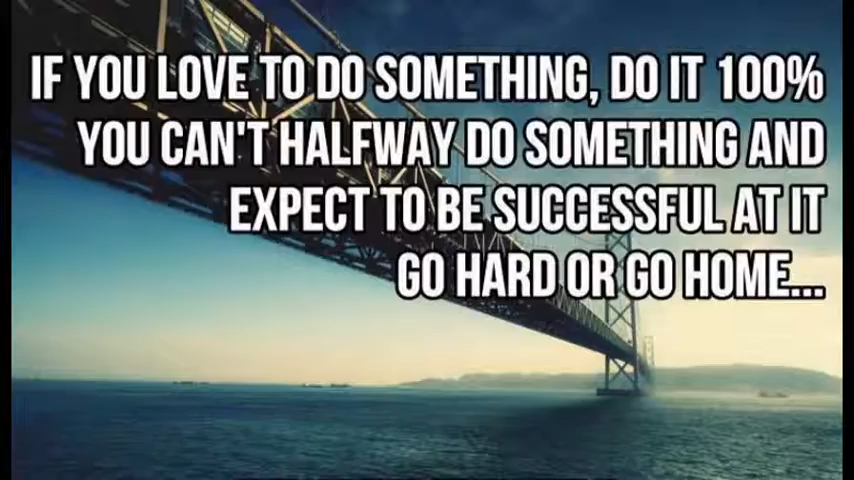 IF YOU LOVE TO DO SOMETHING, DO IT 100%
YOU CAN'T HALFWAY DO SOMETHING AND
EXPECT TO BE SUCCESSFUL AT IT
GO HARD OR GO HOME...